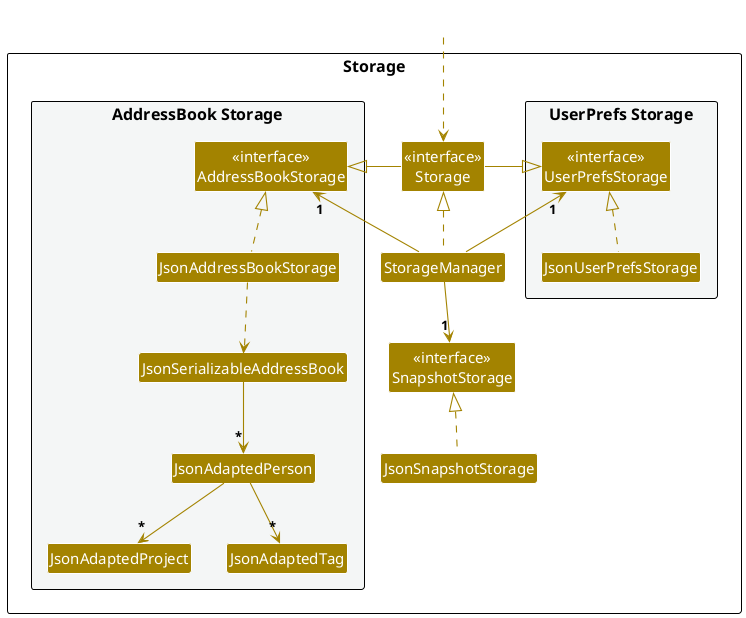 Storage
AddressBook Storage
UserPrefs Storage
«interface»
AddressBookStorage
«interface»
Storage
«interface»
UserPrefsStorage
1
1
JsonAddressBookStorage
StorageManager
JsonUserPrefsStorage
1
«interface»
SnapshotStorage
JsonSerializableAddressBook
*
JsonAdaptedPerson
JsonSnapshotStorage
*
*
JsonAdaptedProject
JsonAdaptedTag